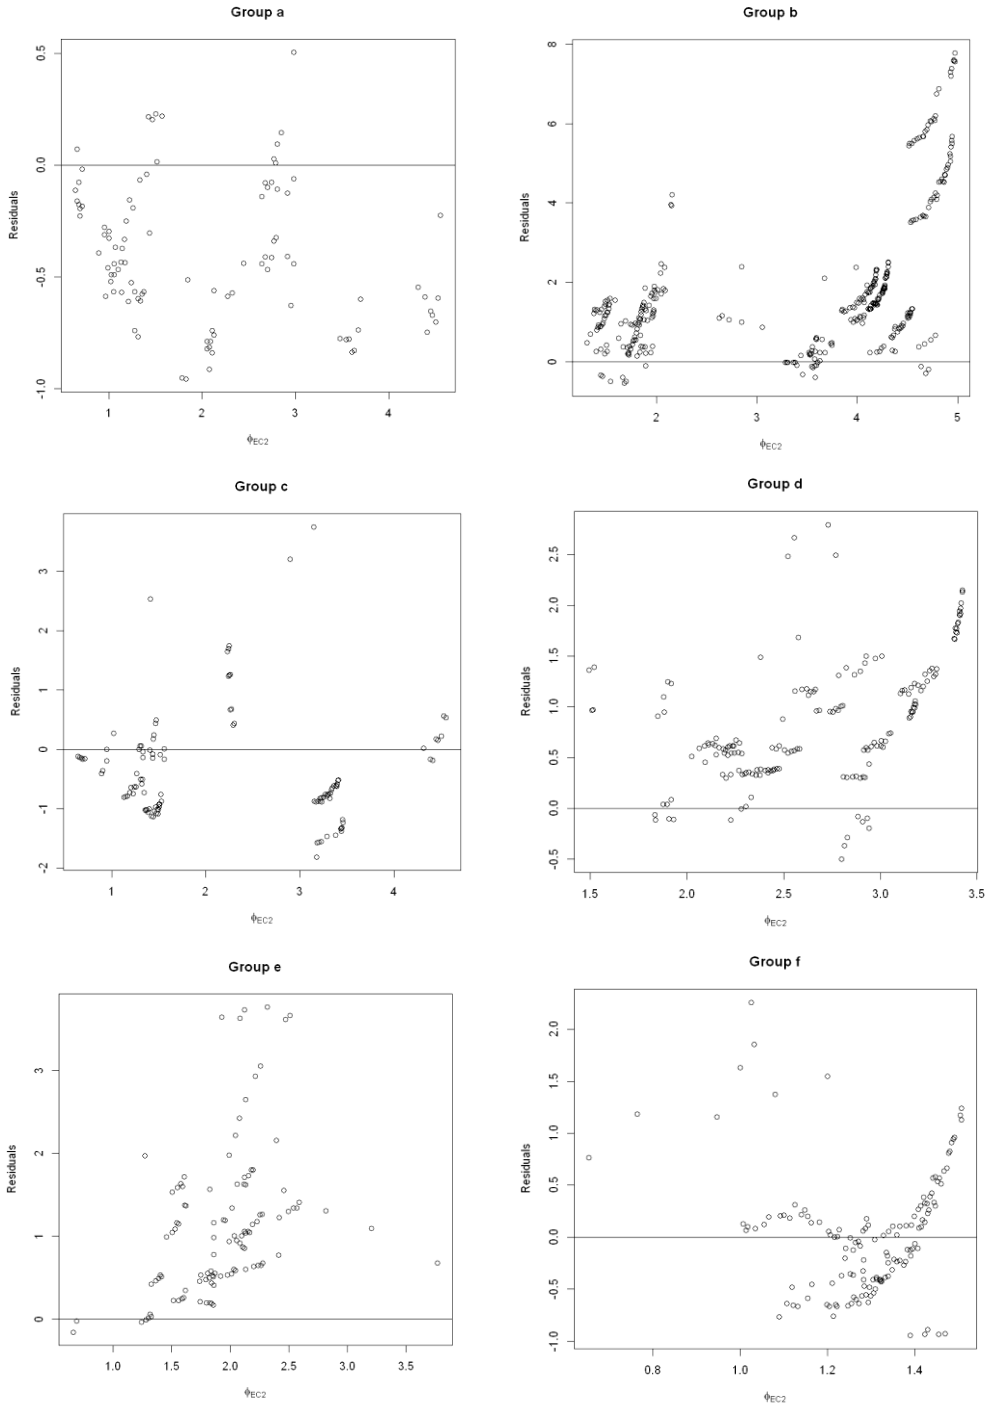 Group a
Residuals
0.5
0.0
-0.5
-1.0
1 2 3 4
ϕEC2
Group b
Residuals
8
6
4
2
0
2 3 4 5
ϕEC2
Group c
Residuals
3
2
1
0
-1
-2
1 2 3 4
ϕEC2
Group d
Residuals
2.5
2.0
1.5
1.0
0.5
0.0
-0.5
1.5 2.0 2.5 3.0 3.5
ϕEC2
Group e
Residuals
3
2
1
0
1.0 1.5 2.0 2.5 3.0 3.5
ϕEC2
Group f
Residuals
2.0
1.5
1.0
0.5
0.0
-0.5
-1.0
0.8 1.0 1.2 1.4
ϕEC2